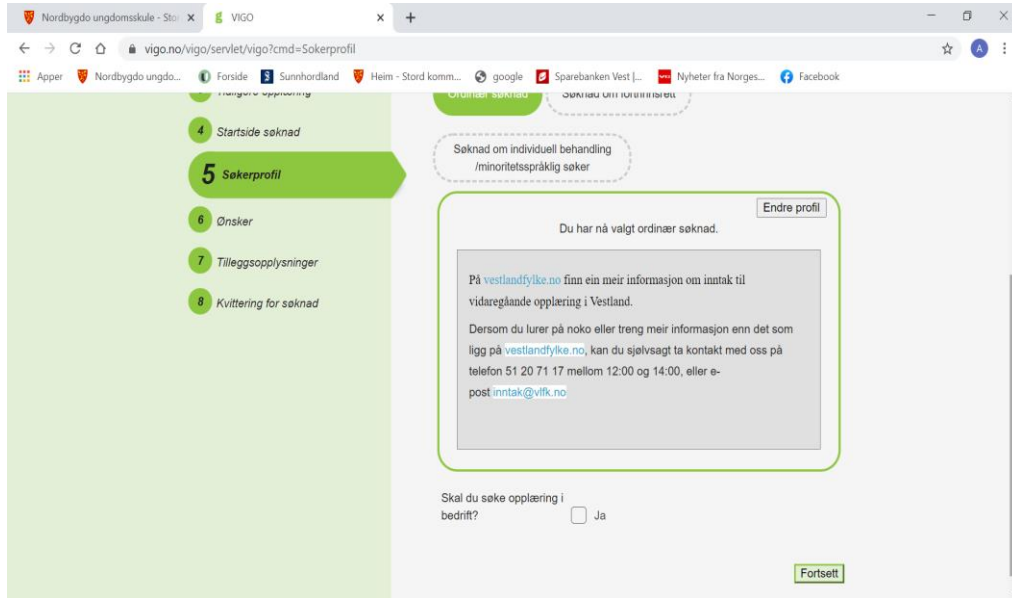 Nordbygdo ungdomsskule - Sto
VIGO
vigo.no/vigo/servlet/vigo?cmd=Sokerprofil
A
Apper
Nordbygdo ungdo...
Forside
Sunnhordland
Heim - Stord komm...
google
Sparebanken Vest |...
Nyheter fra Norges...
Facebook
Tidligere opplæring
Ordinær søknad
Søknad om fortrinnsrett
4 Startside søknad
Søknad om individuell behandling
/minoritetsspråklig søker
5 Søkerprofil
6 Ønsker
7 Tilleggsopplysninger
8 Kvittering for søknad
Endre profil
Du har nå valgt ordinær søknad.
På vestlandfylke.no finn ein meir informasjon om inntak til
vidaregåande opplæring i Vestland.
Dersom du lurer på noko eller treng meir informasjon enn det som
ligg på vestlandfylke.no, kan du sjølvsagt ta kontakt med oss på
telefon 51 20 71 17 mellom 12:00 og 14:00, eller e-
post inntak@vlfk.no
Skal du søke opplæring i
bedrift?
Ja
Fortsett